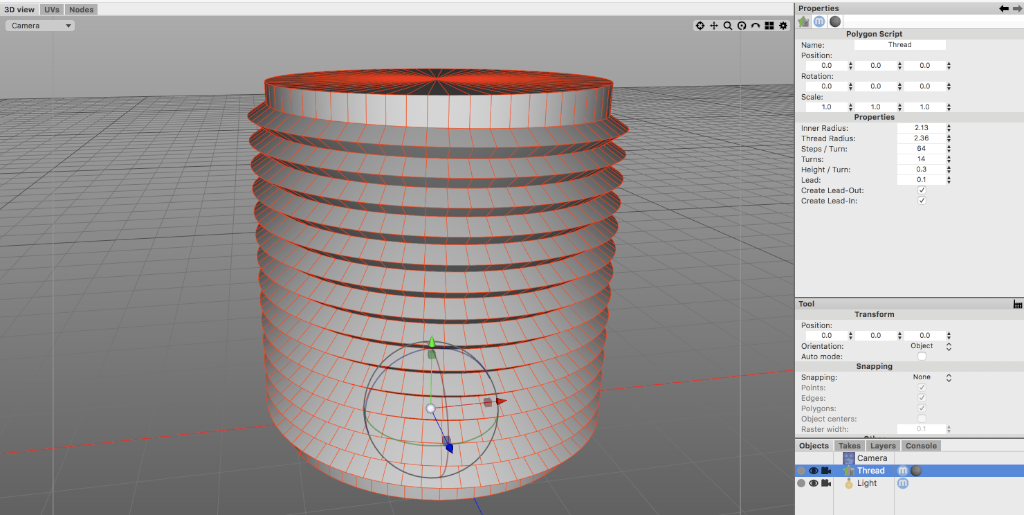 3D view UVs Nodes
Camera
Properties
Polygon Script
Name: Thread
Position:
0.0 0.0 0.0
Rotation:
0.0 0.0 0.0
Scale:
1.0 1.0 1.0
Properties
Inner Radius: 2.13
Thread Radius: 2.36
Steps / Turn: 64
Turns: 14
Height / Turn: 0.3
Lead: 0.1
Create Lead-Out:
Create Lead-In:
Tool
Transform
Position:
0.0 0.0 0.0
Orientation: Object
Auto mode:
Snapping
Snapping: None
Points:
Edges:
Polygons:
Object centers:
Raster width: 0.1
Objects Takes Layers Console
Camera
Thread
Light